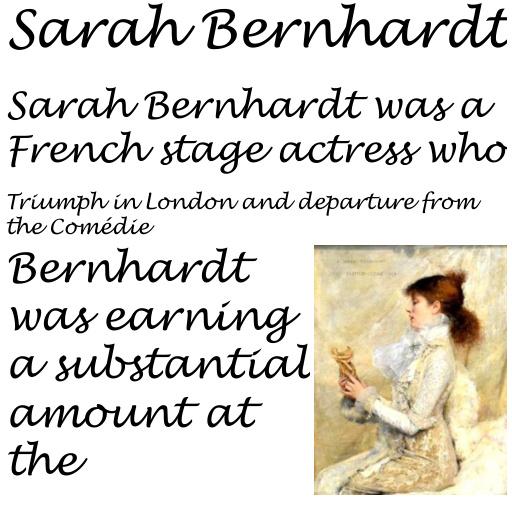 Sarah Bernhardt
Sarah Bernhardt was a
French stage actress who
Triumph in London and departure from
the Comédie
Bernhardt
was earning
a substantial
amount at
the